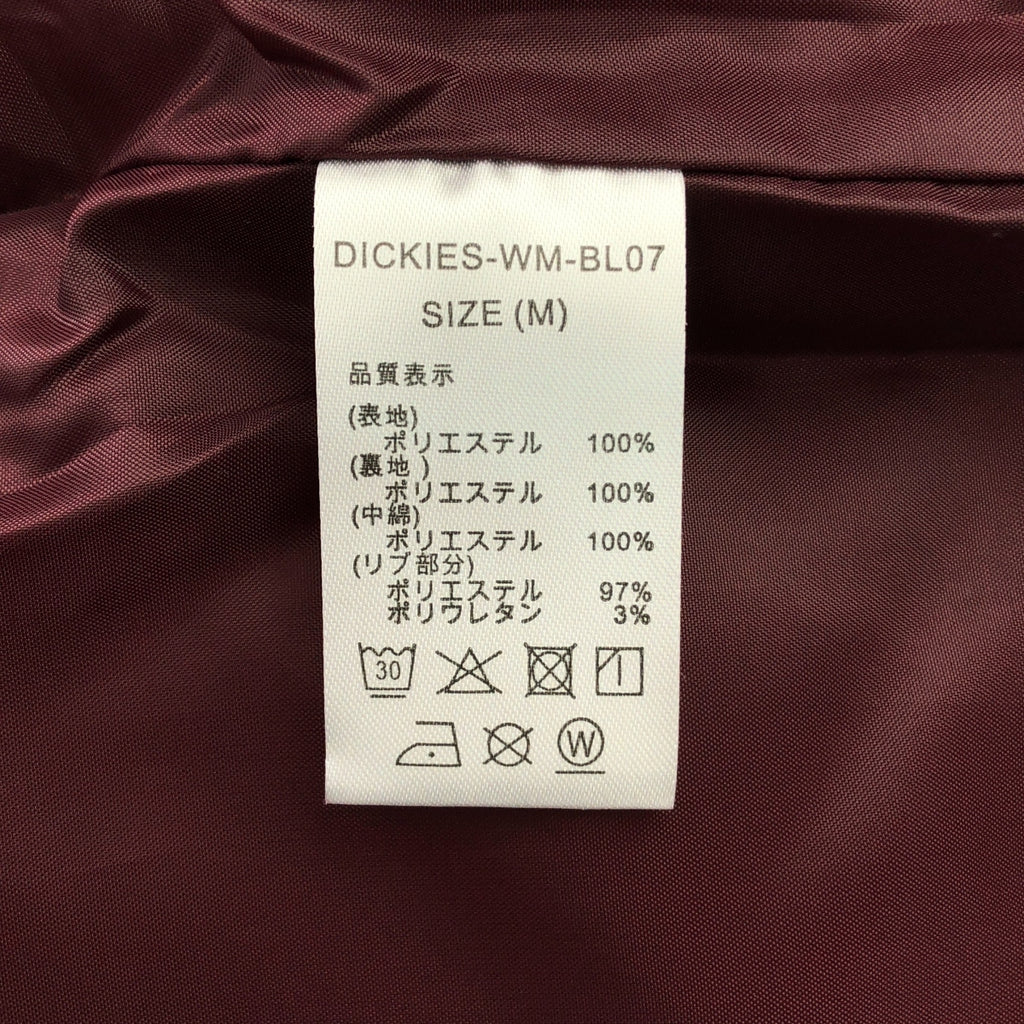 DICKIES-WM-BL07
SIZE (M)
品質表示
(表地)
ポリエステル 100%
(裏地)
ポリエステル 100%
(中綿)
ポリエステル 100%
(リブ部分)
ポリエステル 97%
ポリウレタン 3%
30
W